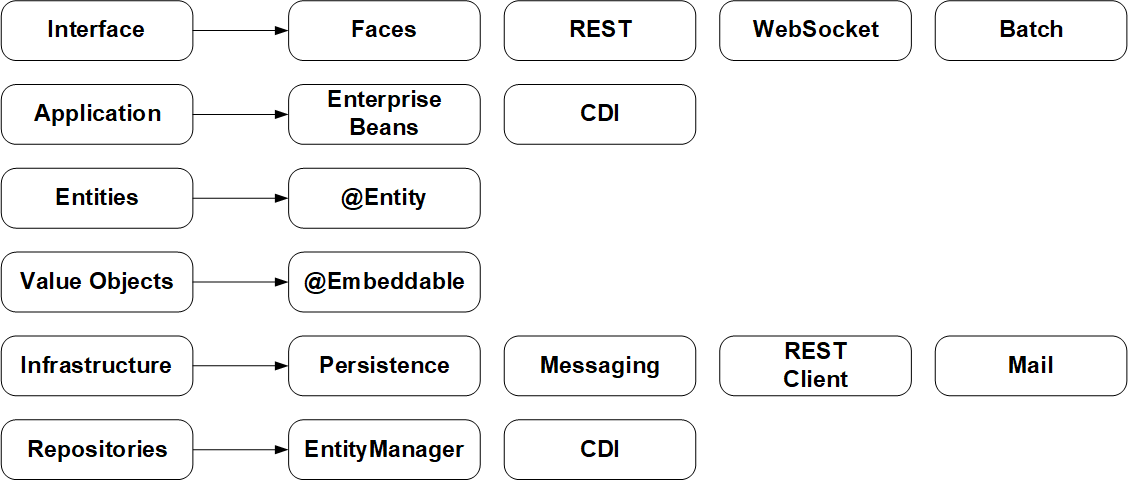 Interface
Faces
REST
WebSocket
Batch
Application
Enterprise
Beans
CDI
Entities
@Entity
Value Objects
@Embeddable
Infrastructure
Persistence
Messaging
REST
Client
Mail
Repositories
EntityManager
CDI